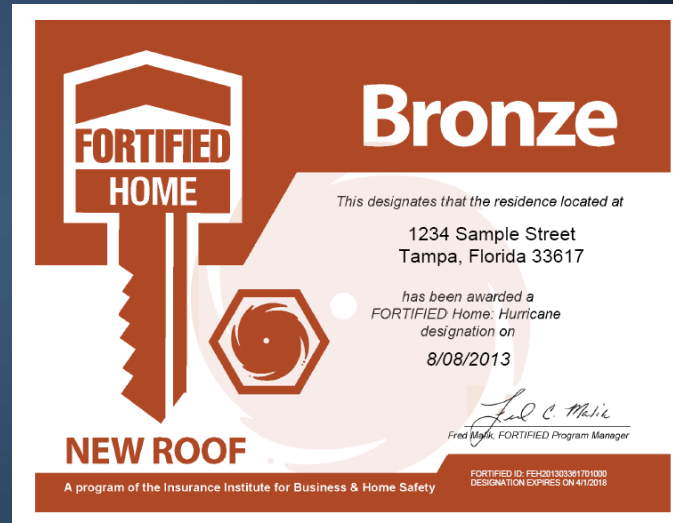 FORTIFIED
HOME
Bronze
This designates that the residence located at
1234 Sample Street
Tampa, Florida 33617
has been awarded a
FORTIFIED Home: Hurricane
designation on
8/08/2013
Fred C. Malik
Fred Malik, FORTIFIED Program Manager
NEW ROOF
A program of the Insurance Institute for Business & Home Safety
FORTIFIED ID: FEH201303361701000
DESIGNATION EXPIRES ON 4/1/2018